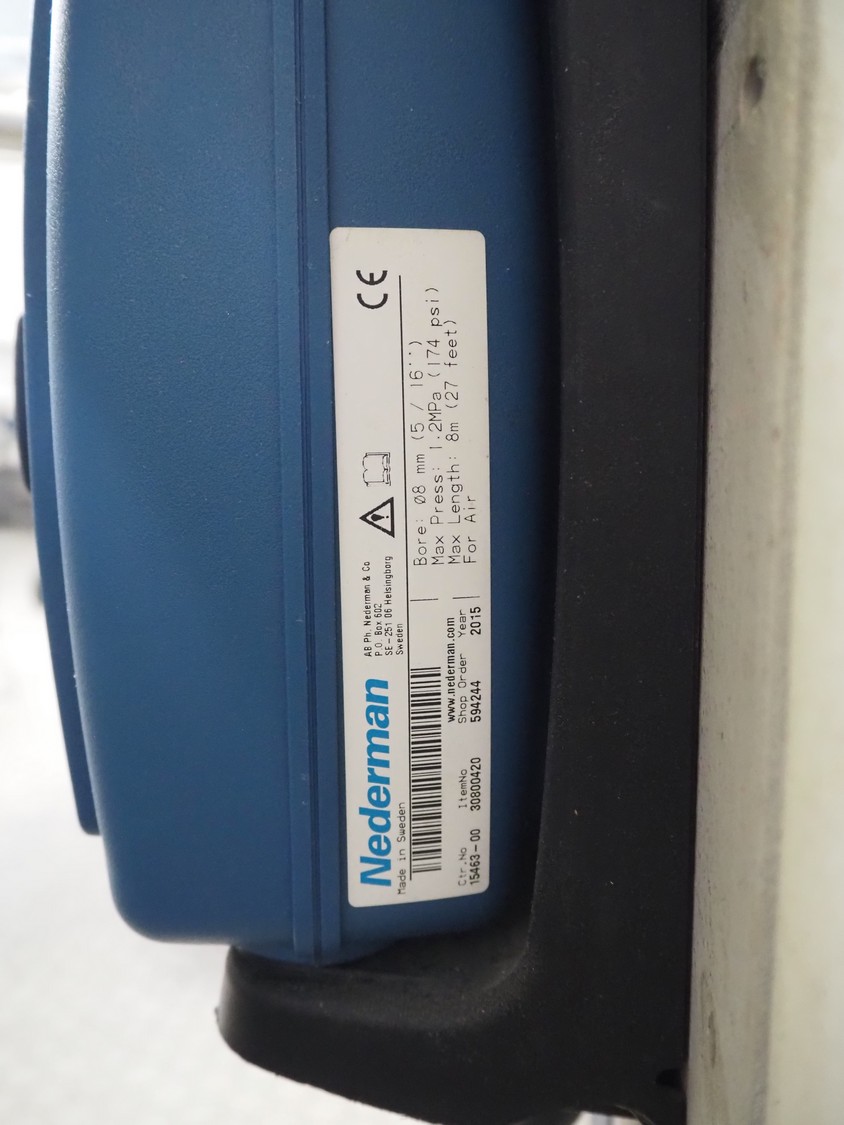 Nederman
Made in Sweden
AB Ph. Nederman & Co
P.O. Box 602
SE-251 06 Helsingborg
Sweden
CE
www.nederman.com
Ctr.No ItemNo Shop Order Year
15463-00 30800420 594244 2015
Bore: ø8 mm (5 / 16'')
Max Press: 1.2MPa (174 psi)
Max Length: 8m (27 feet)
For Air